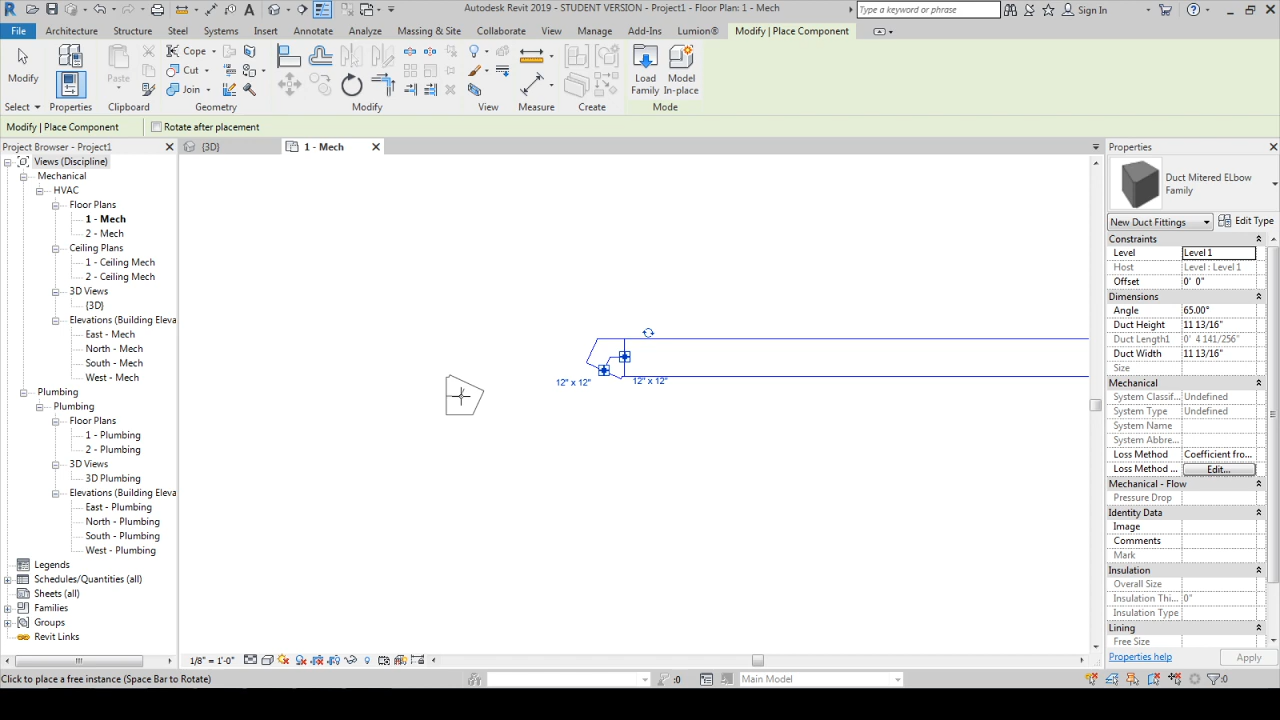 Autodesk Revit 2019 - STUDENT VERSION - Project1 - Floor Plan: 1 - Mech
Type a keyword or phrase
Sign In
File Architecture Structure Steel Systems Insert Annotate Analyze Massing & Site Collaborate View Manage Add-Ins Lumion® Modify | Place Component
Modify
Paste
Cope
Cut
Join
Load Family
Model In-place
Select Properties Clipboard Geometry Modify View Measure Create Mode
Modify | Place Component Rotate after placement
Project Browser - Project1
Views (Discipline)
Mechanical
HVAC
Floor Plans
1 - Mech
2 - Mech
Ceiling Plans
1 - Ceiling Mech
2 - Ceiling Mech
3D Views
{3D}
Elevations (Building Eleva
East - Mech
North - Mech
South - Mech
West - Mech
Plumbing
Plumbing
Floor Plans
1 - Plumbing
2 - Plumbing
3D Views
3D Plumbing
Elevations (Building Eleva
East - Plumbing
North - Plumbing
South - Plumbing
West - Plumbing
Legends
Schedules/Quantities (all)
Sheets (all)
Families
Groups
Revit Links
{3D} 1 - Mech
12" x 12" 12" x 12"
1/8" = 1'-0"
Properties
Duct Mitered ELbow
Family
New Duct Fittings Edit Type
Constraints
Level Level 1
Host Level : Level 1
Offset 0' 0"
Dimensions
Angle 65.00°
Duct Height 11 13/16"
Duct Length1 0' 4 141/256"
Duct Width 11 13/16"
Size
Mechanical
System Classif... Undefined
System Type Undefined
System Name
System Abbre...
Loss Method Coefficient fro...
Loss Method ... Edit...
Mechanical - Flow
Pressure Drop
Identity Data
Image
Comments
Mark
Insulation
Overall Size
Insulation Thi... 0"
Insulation Type
Lining
Free Size
Properties help Apply
Click to place a free instance (Space Bar to Rotate)
:0
Main Model
:0